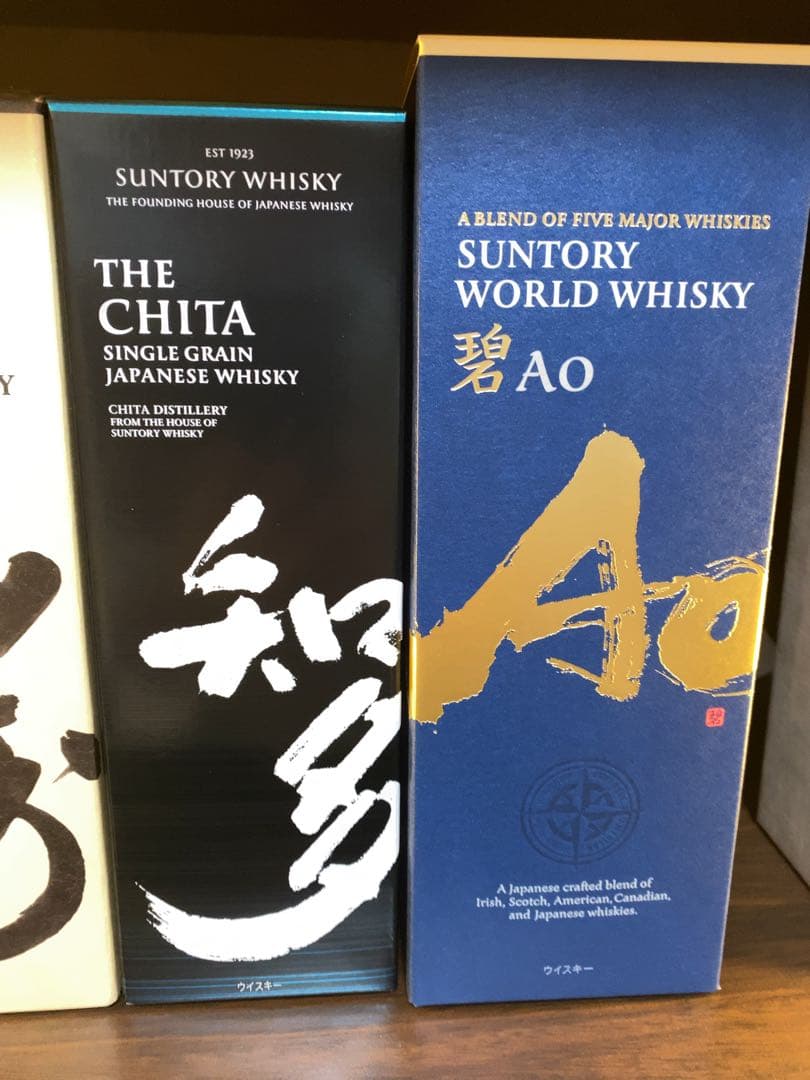 Y
EST 1923
SUNTORY WHISKY
THE FOUNDING HOUSE OF JAPANESE WHISKY
THE
CHITA
SINGLE GRAIN
JAPANESE WHISKY
CHITA DISTILLERY
FROM THE HOUSE OF
SUNTORY WHISKY
知多
ウイスキー
A BLEND OF FIVE MAJOR WHISKIES
SUNTORY
WORLD WHISKY
碧 AO
Ao
A Japanese crafted blend of
Irish, Scotch, American, Canadian,
and Japanese whiskies.
ウイスキー